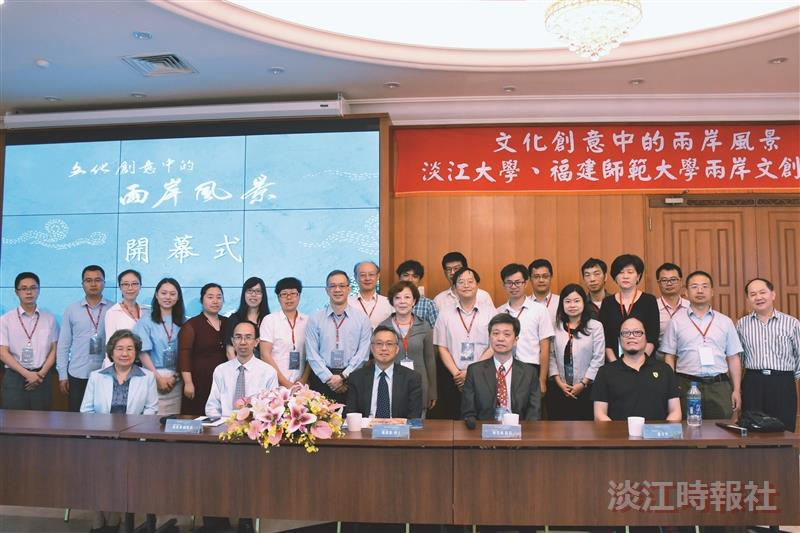 文化創意中的
兩岸風景
開幕式
文化創意中的兩岸風景
淡江大學、福建師範大學兩岸文創
淡江時報社